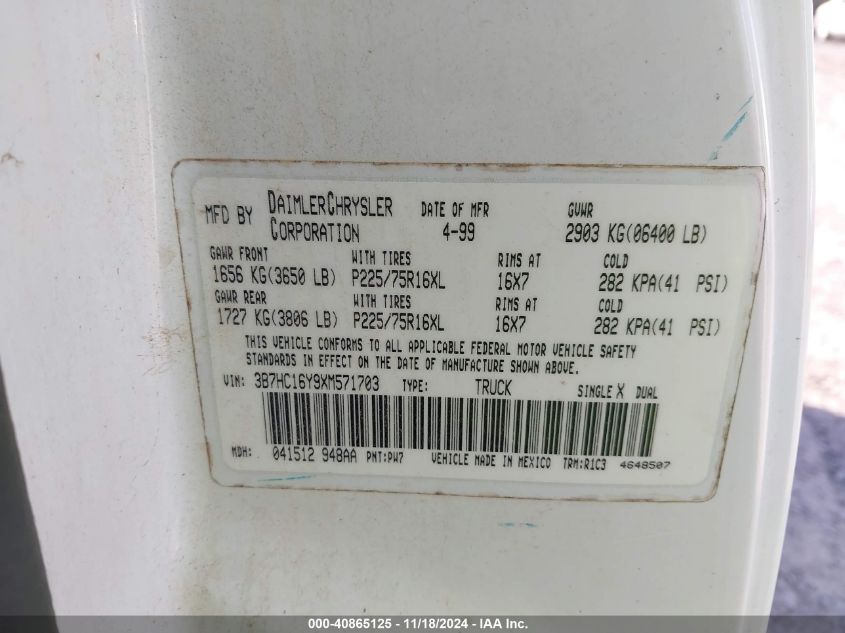 MFD BY DAIMLERCHRYSLER CORPORATION DATE OF MFR 4-99 GVWR 2903 KG(06400 LB)
GAWR FRONT WITH TIRES RIMS AT COLD
1656 KG(3650 LB) P225/75R16XL 16X7 282 KPA(41 PSI)
GAWR REAR WITH TIRES RIMS AT COLD
1727 KG(3806 LB) P225/75R16XL 16X7 282 KPA(41 PSI)
THIS VEHICLE CONFORMS TO ALL APPLICABLE FEDERAL MOTOR VEHICLE SAFETY
STANDARDS IN EFFECT ON THE DATE OF MANUFACTURE SHOWN ABOVE.
VIN: 3B7HC16Y9XM571703 TYPE: TRUCK SINGLE X DUAL
MDH: 041512 948AA PNT:PW7 VEHICLE MADE IN MEXICO TRM:R1C3 4648507
000-40865125 - 11/18/2024 - IAA Inc.